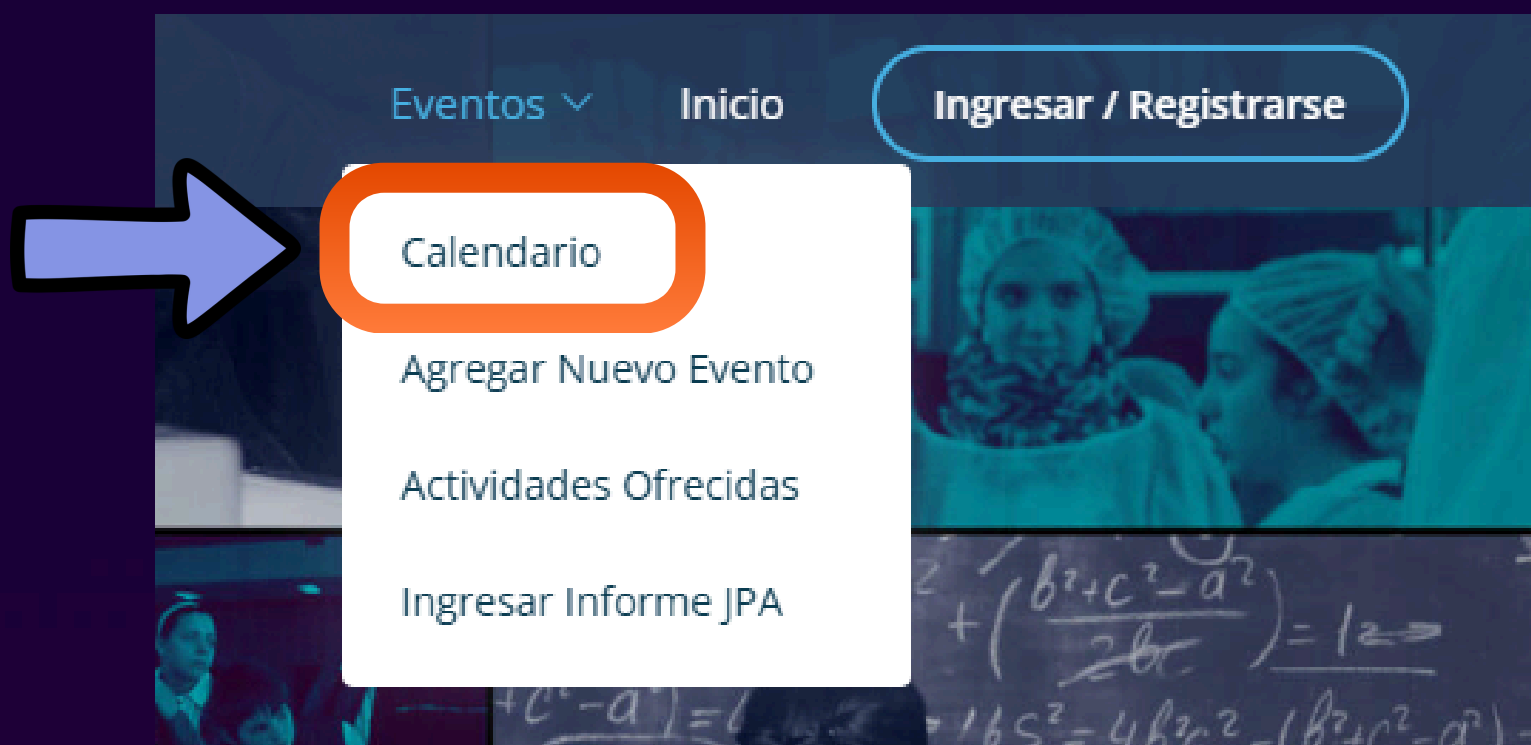 Eventos
Inicio
Ingresar / Registrarse
Calendario
Agregar Nuevo Evento
Actividades Ofrecidas
Ingresar Informe JPA